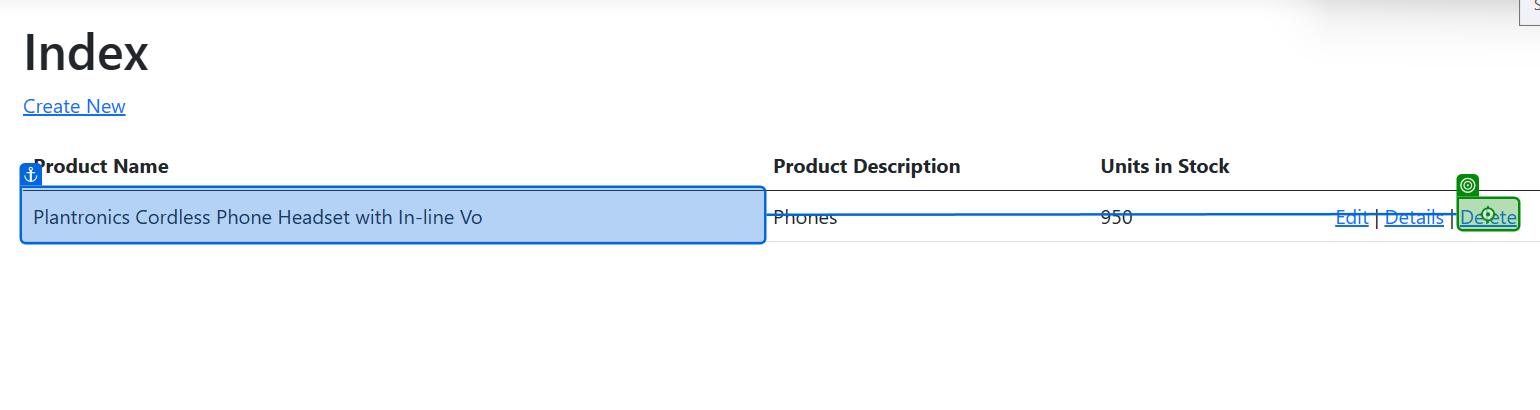 Index
Create New
Product Name Product Description Units in Stock
Plantronics Cordless Phone Headset with In-line Vo Phones 950 Edit | Details | Delete